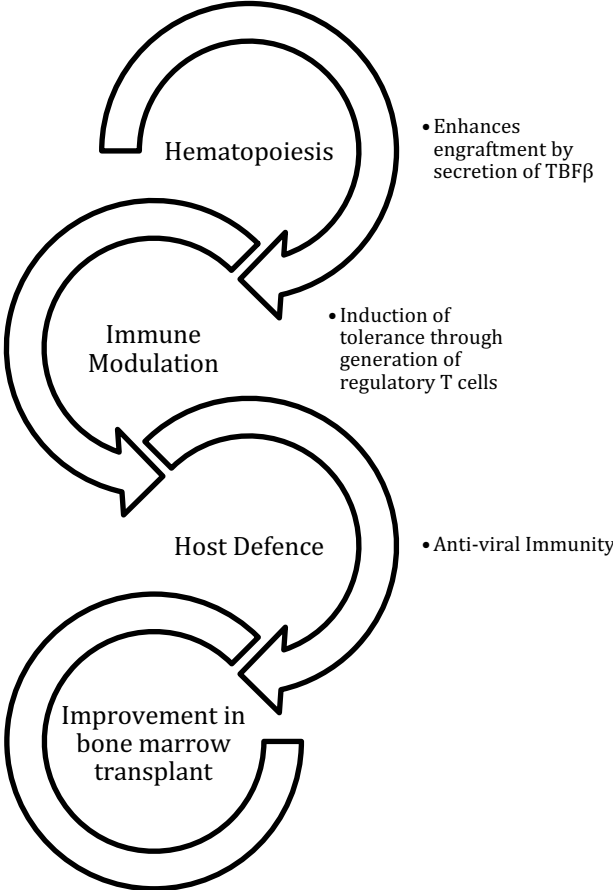 Hematopoiesis
• Enhances
engraftment by
secretion of TBFβ
Immune
Modulation
• Induction of
tolerance through
generation of
regulatory T cells
Host Defence
• Anti-viral Immunity
Improvement in
bone marrow
transplant